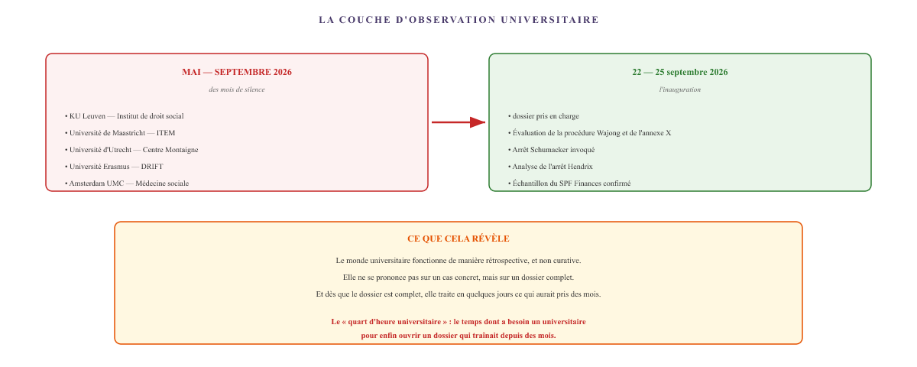 LA COUCHE D'OBSERVATION UNIVERSITAIRE
MAI — SEPTEMBRE 2026
des mois de silence
• KU Leuven — Institut de droit social
• Université de Maastricht — ITEM
• Université d'Utrecht — Centre Montaigne
• Université Erasmus — DRIFT
• Amsterdam UMC — Médecine sociale
22 — 25 septembre 2026
l'inauguration
• dossier pris en charge
• Évaluation de la procédure Wajong et de l'annexe X
• Arrêt Schumacker invoqué
• Analyse de l'arrêt Hendrix
• Échantillon du SPF Finances confirmé
CE QUE CELA RÉVÈLE
Le monde universitaire fonctionne de manière rétrospective, et non curative.
Elle ne se prononce pas sur un cas concret, mais sur un dossier complet.
Et dès que le dossier est complet, elle traite en quelques jours ce qui aurait pris des mois.
Le « quart d'heure universitaire » : le temps dont a besoin un universitaire
pour enfin ouvrir un dossier qui traînait depuis des mois.